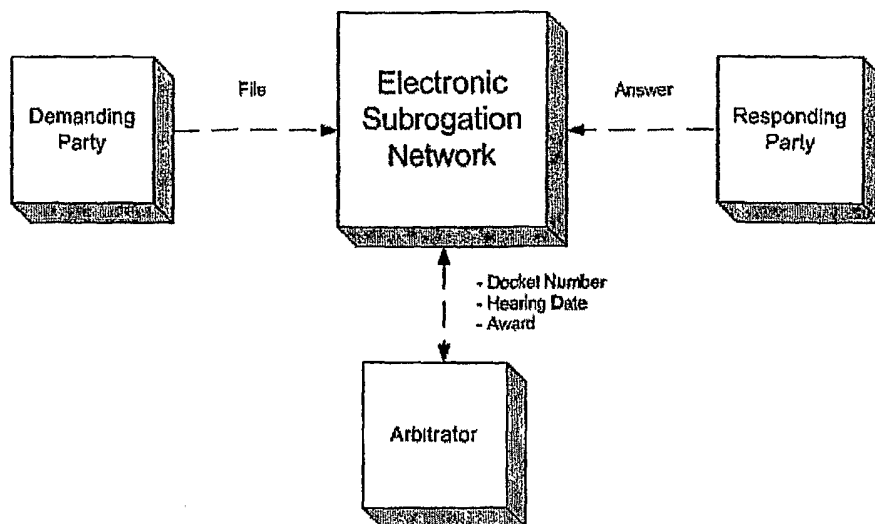 Demanding
Party
File
Electronic
Subrogation
Network
Answer
Responding
Party
- Docket Number
- Hearing Date
- Award
Arbitrator